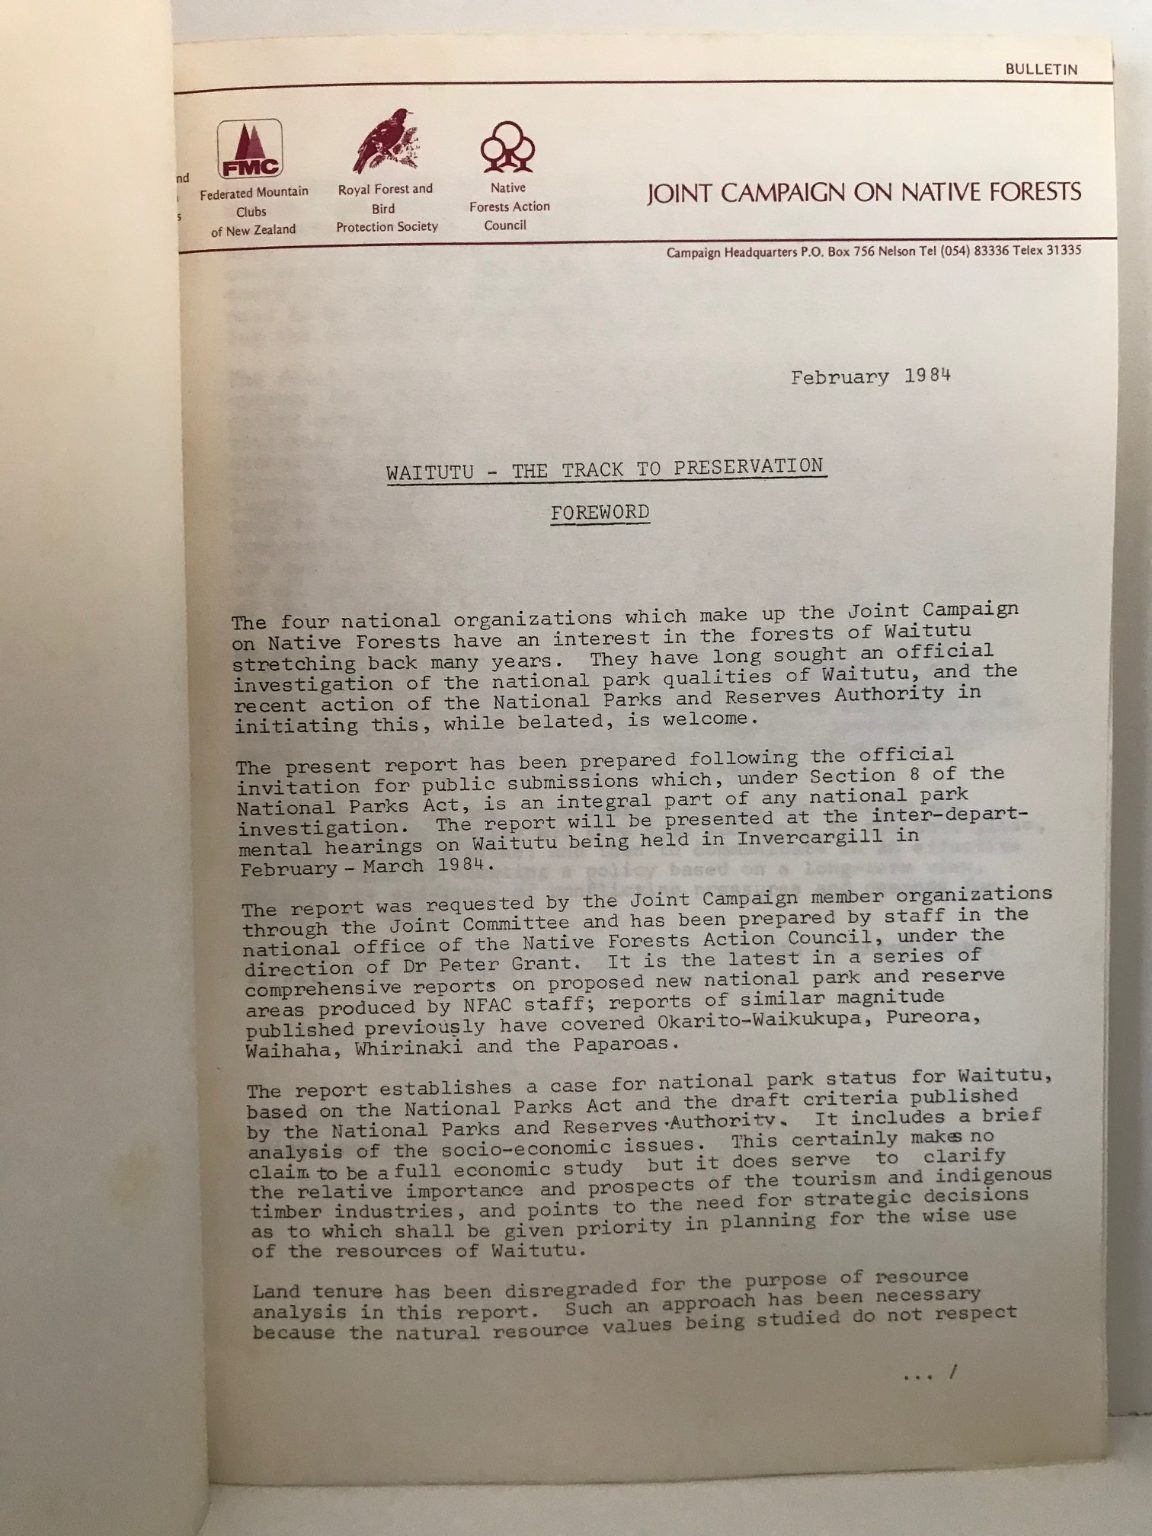 BULLETIN
nd
s
FMC
Federated Mountain
Clubs
of New Zealand
Royal Forest and
Bird
Protection Society
Native
Forests Action
Council
JOINT CAMPAIGN ON NATIVE FORESTS
Campaign Headquarters P.O. Box 756 Nelson Tel (054) 83336 Telex 31335
February 1984
WAITUTU - THE TRACK TO PRESERVATION
FOREWORD
The four national organizations which make up the Joint Campaign
on Native Forests have an interest in the forests of Waitutu
stretching back many years. They have long sought an official
investigation of the national park qualities of Waitutu, and the
recent action of the National Parks and Reserves Authority in
initiating this, while belated, is welcome.
The present report has been prepared following the official
invitation for public submissions which, under Section 8 of the
National Parks Act, is an integral part of any national park
investigation. The report will be presented at the inter-depart-
mental hearings on Waitutu being held in Invercargill in
February - March 1984.
The report was requested by the Joint Campaign member organizations
through the Joint Committee and has been prepared by staff in the
national office of the Native Forests Action Council, under the
direction of Dr Peter Grant. It is the latest in a series of
comprehensive reports on proposed new national park and reserve
areas produced by NFAC staff; reports of similar magnitude
published previously have covered Okarito-Waikukupa, Pureora,
Waihaha, Whirinaki and the Paparoas.
The report establishes a case for national park status for Waitutu,
based on the National Parks Act and the draft criteria published
by the National Parks and Reserves Authority. It includes a brief
analysis of the socio-economic issues. This certainly makes no
claim to be a full economic study but it does serve to clarify
the relative importance and prospects of the tourism and indigenous
timber industries, and points to the need for strategic decisions
as to which shall be given priority in planning for the wise use
of the resources of Waitutu.
Land tenure has been disregraded for the purpose of resource
analysis in this report. Such an approach has been necessary
because the natural resource values being studied do not respect
... /